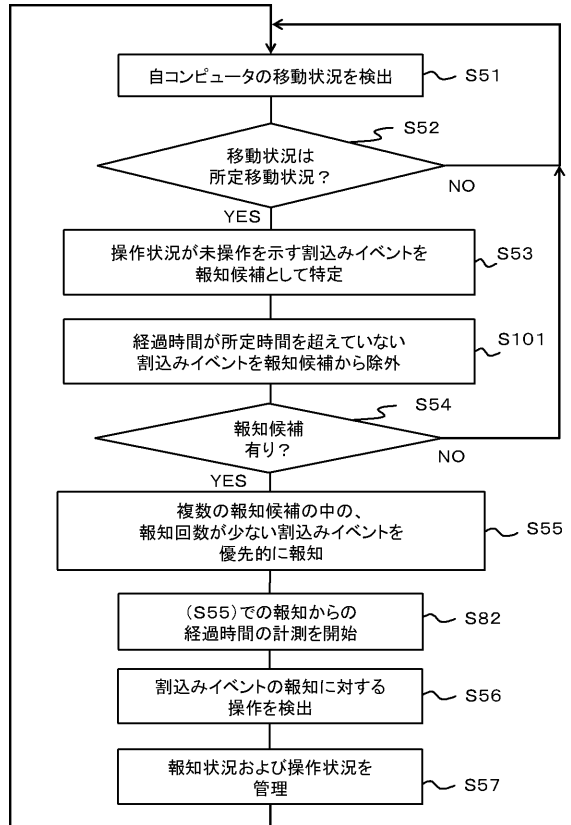 自コンピュータの移動状況を検出
S51
S52
移動状況は
所定移動状況?
NO
YES
操作状況が未操作を示す割込みイベントを
報知候補として特定
S53
経過時間が所定時間を超えていない
割込みイベントを報知候補から除外
S101
S54
報知候補
有り?
NO
YES
複数の報知候補の中の、
報知回数が少ない割込みイベントを
優先的に報知
S55
(S55)での報知からの
経過時間の計測を開始
S82
割込みイベントの報知に対する
操作を検出
S56
報知状況および操作状況を
管理
S57